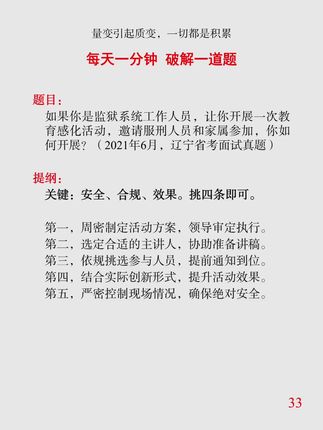 量变引起质变，一切都是积累
每天一分钟 破解一道题
题目：
如果你是监狱系统工作人员，让你开展一次教
育感化活动，邀请服刑人员和家属参加，你如
何开展？（2021年6月，辽宁省考面试真题）
提纲：
关键：安全、合规、效果。挑四条即可。
第一，周密制定活动方案，领导审定执行。
第二，选定合适的主讲人，协助准备讲稿。
第三，依规挑选参与人员，提前通知到位。
第四，结合实际创新形式，提升活动效果。
第五，严密控制现场情况，确保绝对安全。
33